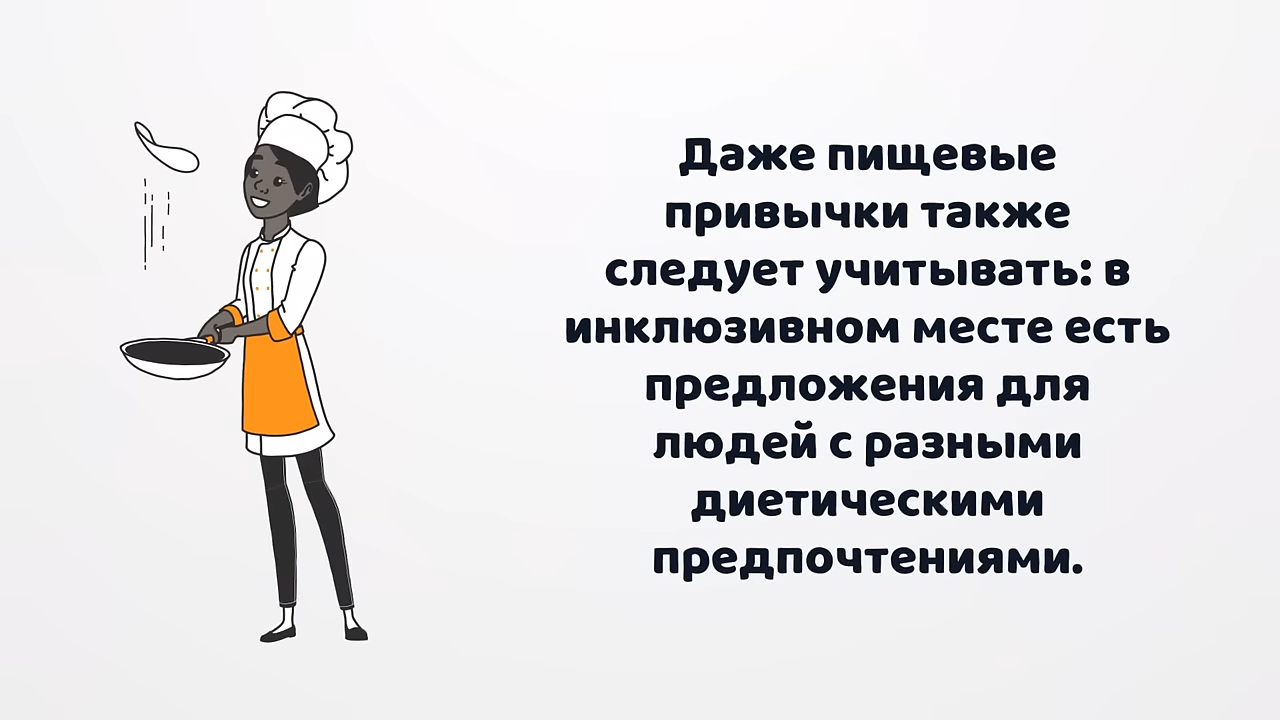 Даже пищевые
привычки также
следует учитывать: в
инклюзивном месте есть
предложения для
людей с разными
диетическими
предпочтениями.